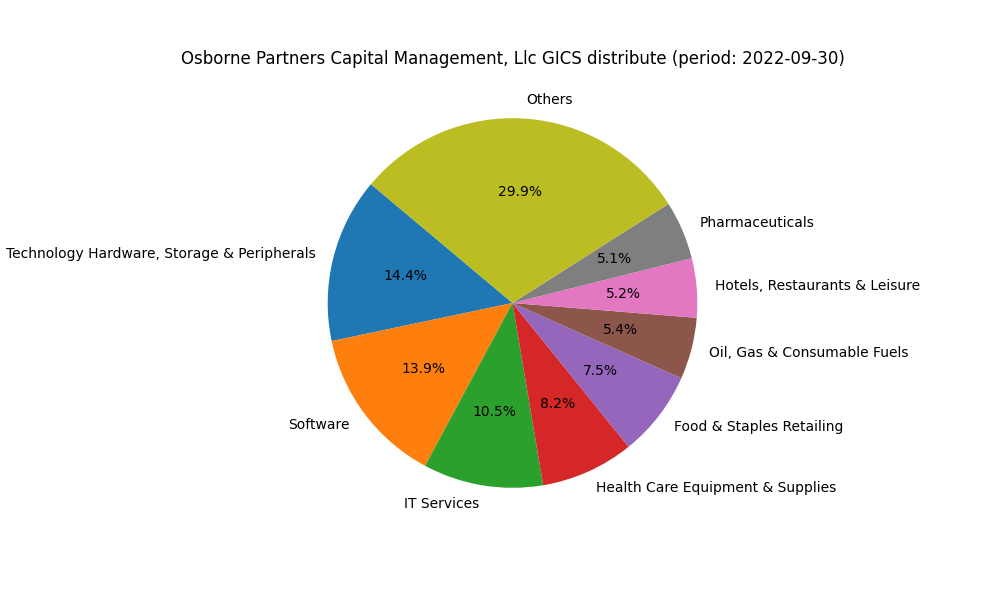 Osborne Partners Capital Management, Llc GICS distribute (period: 2022-09-30)
Others
29.9%
Technology Hardware, Storage & Peripherals
14.4%
Software
13.9%
IT Services
10.5%
Health Care Equipment & Supplies
8.2%
Food & Staples Retailing
7.5%
Oil, Gas & Consumable Fuels
5.4%
Hotels, Restaurants & Leisure
5.2%
Pharmaceuticals
5.1%